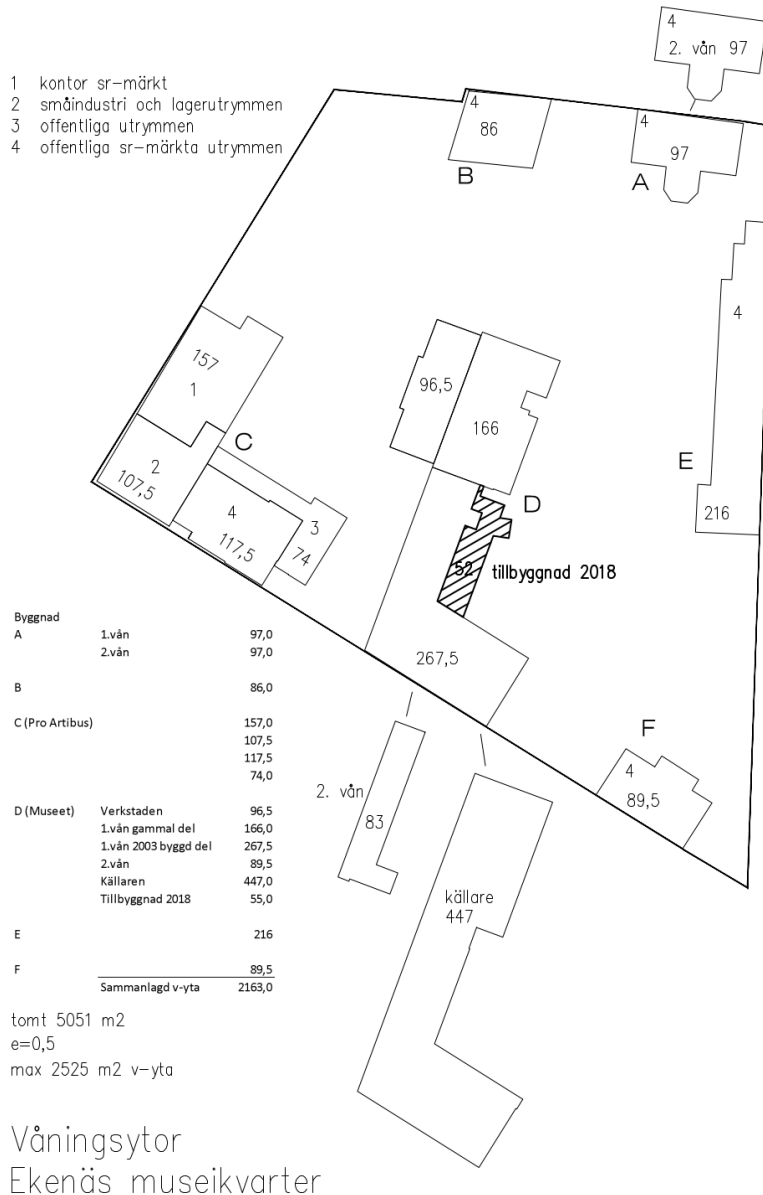 1 kontor sr-märkt
2 småindustri och lagerutrymmen
3 offentliga utrymmen
4 offentliga sr-märkta utrymmen
4
2. vån 97
4
86
B
4
97
A
4
E
216
157
1
C
2
107,5
4
117,5
3
74
96,5
166
D
52 tillbyggnad 2018
267,5
F
4
89,5
2. vån
83
källare
447
Byggnad
A 1.vån 97,0
2.vån 97,0
B 86,0
C (Pro Artibus) 157,0
107,5
117,5
74,0
D (Museet) Verkstaden 96,5
1.vån gammal del 166,0
1.vån 2003 byggd del 267,5
2.vån 89,5
Källaren 447,0
Tillbyggnad 2018 55,0
E 216
F 89,5
Sammanlagd v-yta 2163,0
tomt 5051 m2
e=0,5
max 2525 m2 v-yta
Våningsytor
Ekenäs museikvarter